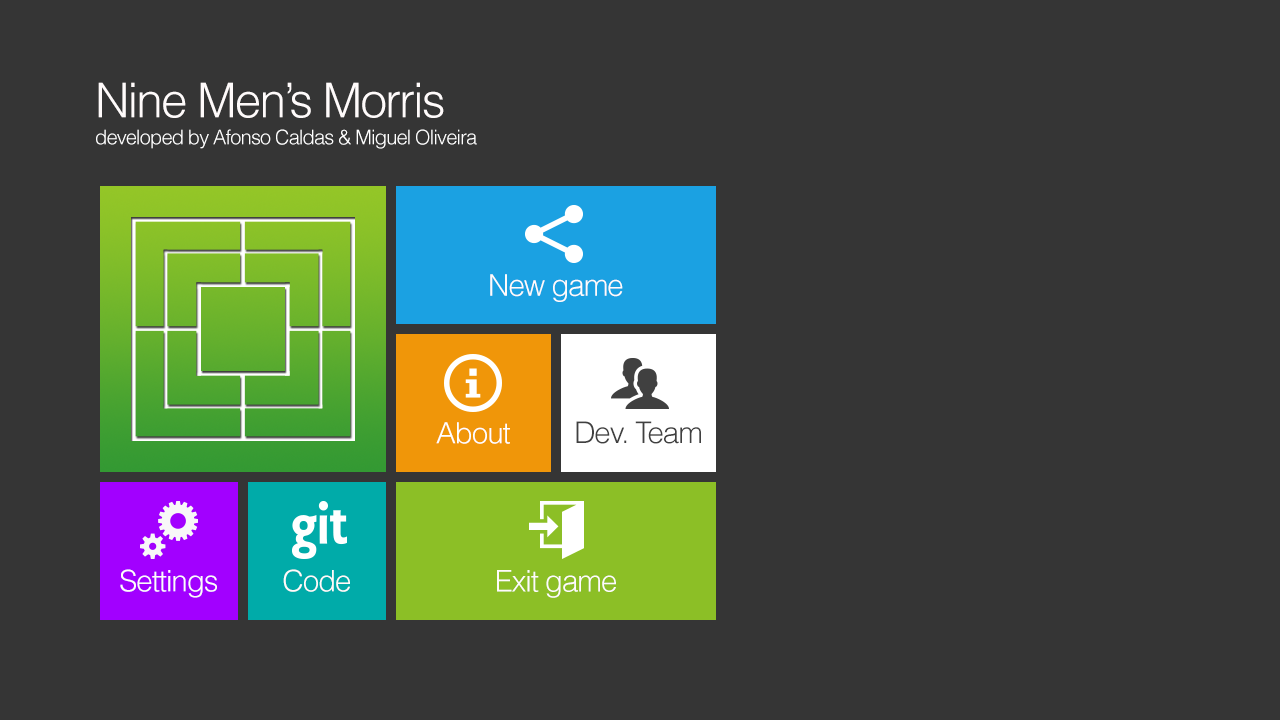 Nine Men's Morris
developed by Afonso Caldas & Miguel Oliveira
New game
About
Dev. Team
Settings
git
Code
Exit game